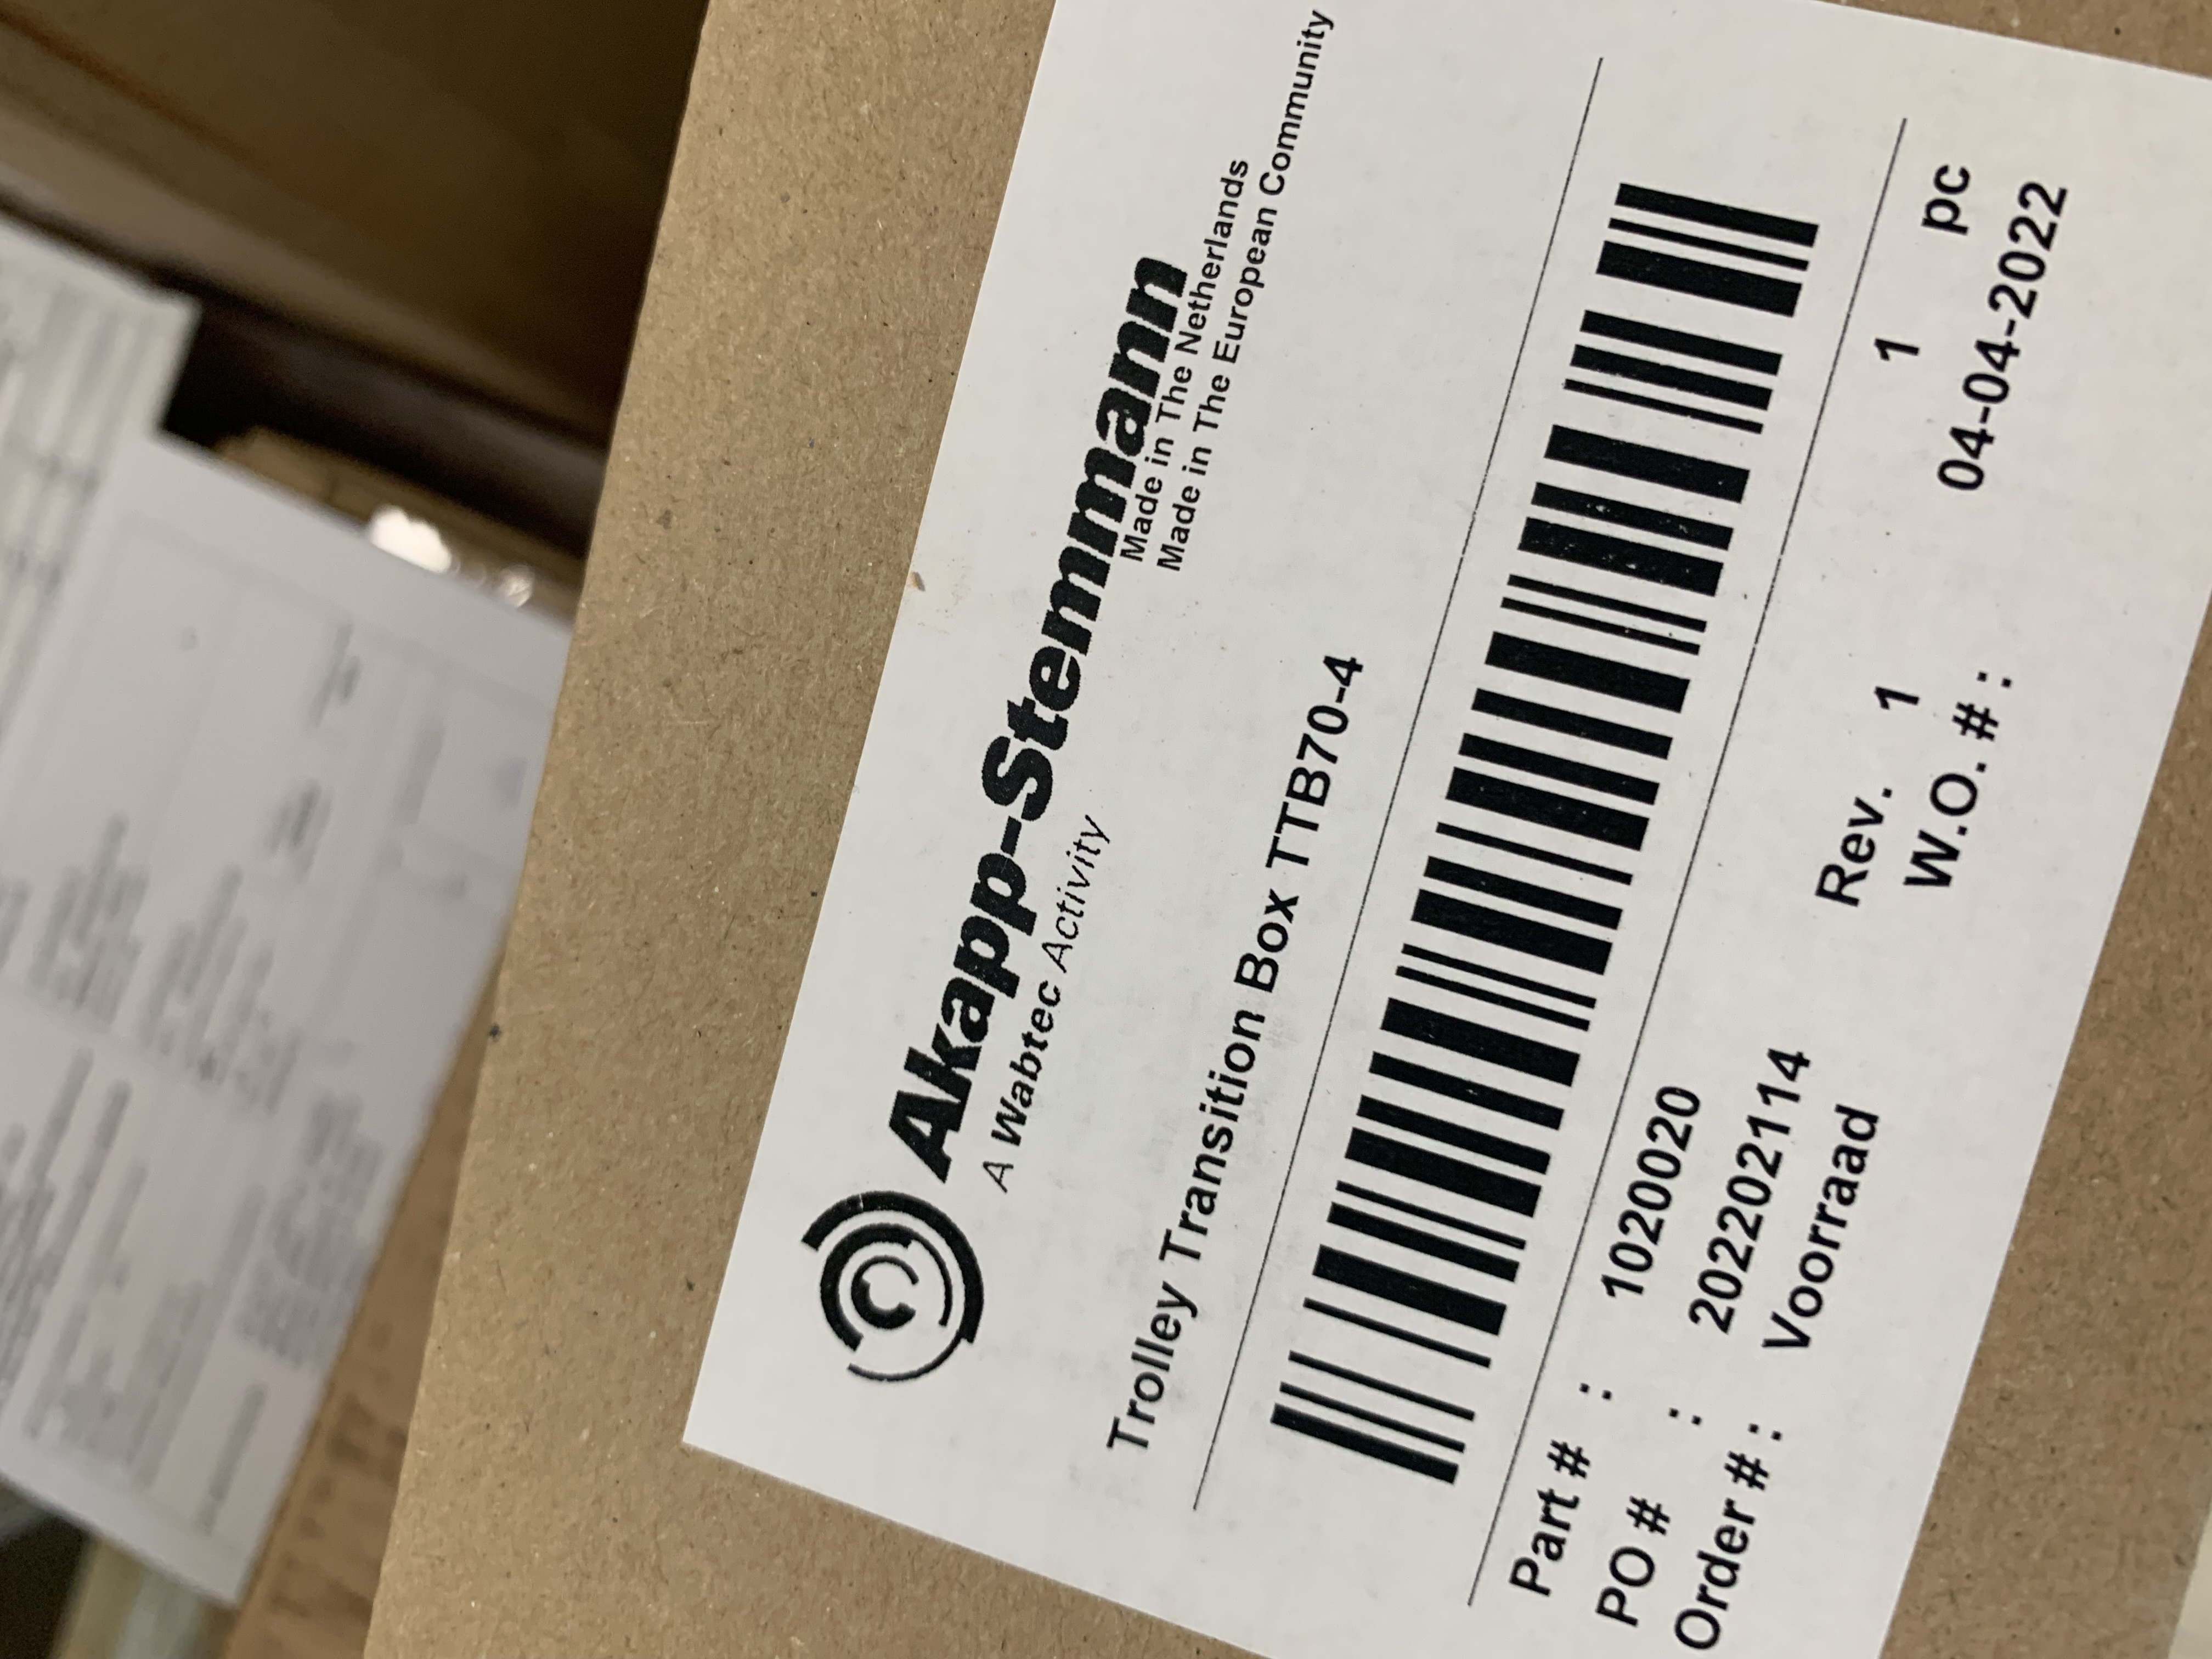 Akapp-Stemmann
A Wabtec Activity
Made in The Netherlands
Made in The European Community
Trolley Transition Box TTB70-4
Part # : 1020020 Rev. 1 1 pc
PO # : 202202114 W.O. # : 04-04-2022
Order # : Voorraad